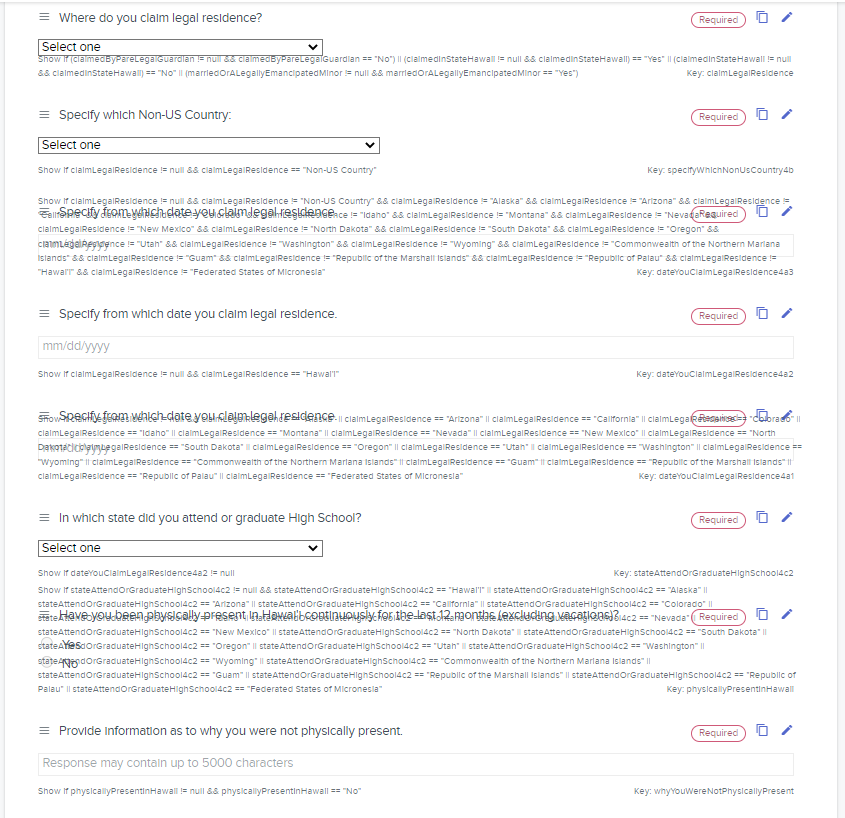 Where do you claim legal residence?
Required
Select one
Show if (claimedByPareLegalGuardian != null && claimedByPareLegalGuardian == "No") || (claimedInStateHawaii != null && claimedInStateHawaii) == "Yes" || (claimedInStateHawaii != null
&& claimedInStateHawaii) == "No" || (marriedOrALegallyEmancipatedMinor != null && marriedOrALegallyEmancipatedMinor == "Yes")
Key: claimLegalResidence
Specify which Non-US Country:
Required
Select one
Show if claimLegalResidence != null && claimLegalResidence == "Non-US Country"
Key: specifyWhichNonUsCountry4b
Show if claimLegalResidence != null && claimLegalResidence != "Non-US Country" && claimLegalResidence != "Alaska" && claimLegalResidence != "Arizona" && claimLegalResidence !=
Specify from which date you claim legal residence.
Required
"California" && claimLegalResidence != "Colorado" && claimLegalResidence != "Idaho" && claimLegalResidence != "Montana" && claimLegalResidence != "Nevada" &&
claimLegalResidence != "New Mexico" && claimLegalResidence != "North Dakota" && claimLegalResidence != "South Dakota" && claimLegalResidence != "Oregon" &&
mm/dd/yyyy
claimLegalResidence != "Utah" && claimLegalResidence != "Washington" && claimLegalResidence != "Wyoming" && claimLegalResidence != "Commonwealth of the Northern Mariana
Islands" && claimLegalResidence != "Guam" && claimLegalResidence != "Republic of the Marshall Islands" && claimLegalResidence != "Republic of Palau" && claimLegalResidence !=
"Hawai'i" && claimLegalResidence != "Federated States of Micronesia"
Key: dateYouClaimLegalResidence4a3
Specify from which date you claim legal residence.
Required
mm/dd/yyyy
Show if claimLegalResidence != null && claimLegalResidence == "Hawai'i"
Key: dateYouClaimLegalResidence4a2
Specify from which date you claim legal residence.
Required
Show if claimLegalResidence != null && claimLegalResidence == "Alaska" || claimLegalResidence == "Arizona" || claimLegalResidence == "California" || claimLegalResidence == "Colorado" ||
claimLegalResidence == "Idaho" || claimLegalResidence == "Montana" || claimLegalResidence == "Nevada" || claimLegalResidence == "New Mexico" || claimLegalResidence == "North
mm/dd/yyyy
Dakota" || claimLegalResidence == "South Dakota" || claimLegalResidence == "Oregon" || claimLegalResidence == "Utah" || claimLegalResidence == "Washington" || claimLegalResidence ==
"Wyoming" || claimLegalResidence == "Commonwealth of the Northern Mariana Islands" || claimLegalResidence == "Guam" || claimLegalResidence == "Republic of the Marshall Islands" ||
claimLegalResidence == "Republic of Palau" || claimLegalResidence == "Federated States of Micronesia"
Key: dateYouClaimLegalResidence4a1
In which state did you attend or graduate High School?
Required
Select one
Show if dateYouClaimLegalResidence4a2 != null
Key: stateAttendOrGraduateHighSchool4c2
Show if stateAttendOrGraduateHighSchool4c2 != null && stateAttendOrGraduateHighSchool4c2 == "Hawai'i" || stateAttendOrGraduateHighSchool4c2 == "Alaska" ||
stateAttendOrGraduateHighSchool4c2 == "Arizona" || stateAttendOrGraduateHighSchool4c2 == "California" || stateAttendOrGraduateHighSchool4c2 == "Colorado" ||
Have you been physically present in Hawai'i continuously for the last 12 months (excluding vacations)?
Required
stateAttendOrGraduateHighSchool4c2 == "Idaho" || stateAttendOrGraduateHighSchool4c2 == "Montana" || stateAttendOrGraduateHighSchool4c2 == "Nevada" ||
stateAttendOrGraduateHighSchool4c2 == "New Mexico" || stateAttendOrGraduateHighSchool4c2 == "North Dakota" || stateAttendOrGraduateHighSchool4c2 == "South Dakota" ||
Yes
stateAttendOrGraduateHighSchool4c2 == "Oregon" || stateAttendOrGraduateHighSchool4c2 == "Utah" || stateAttendOrGraduateHighSchool4c2 == "Washington" ||
No
stateAttendOrGraduateHighSchool4c2 == "Wyoming" || stateAttendOrGraduateHighSchool4c2 == "Commonwealth of the Northern Mariana Islands" ||
stateAttendOrGraduateHighSchool4c2 == "Guam" || stateAttendOrGraduateHighSchool4c2 == "Republic of the Marshall Islands" || stateAttendOrGraduateHighSchool4c2 == "Republic of
Palau" || stateAttendOrGraduateHighSchool4c2 == "Federated States of Micronesia"
Key: physicallyPresentInHawaii
Provide information as to why you were not physically present.
Required
Response may contain up to 5000 characters
Show if physicallyPresentInHawaii != null && physicallyPresentInHawaii == "No"
Key: whyYouWereNotPhysicallyPresent